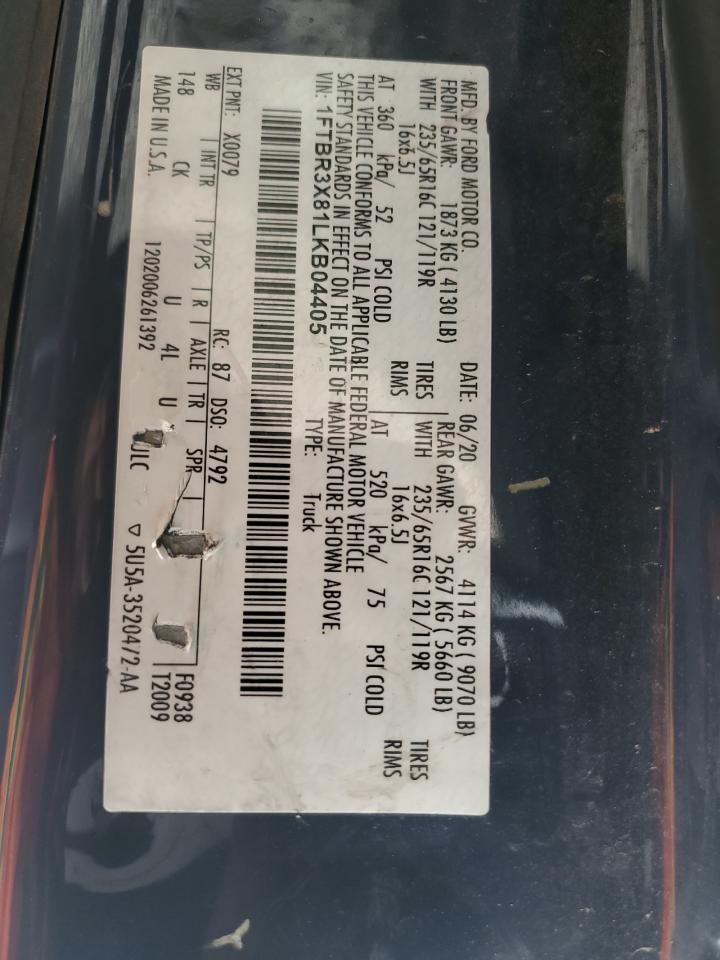 MFD. BY FORD MOTOR CO. DATE: 06/20 GVWR: 4114 KG ( 9070 LB)
FRONT GAWR: 1873 KG ( 4130 LB) REAR GAWR: 2567 KG ( 5660 LB)
WITH 235/65R16C 121/119R TIRES WITH 235/65R16C 121/119R TIRES
16x6.5J RIMS 16x6.5J RIMS
AT 360 kPa/ 52 PSI COLD AT 520 kPa/ 75 PSI COLD
THIS VEHICLE CONFORMS TO ALL APPLICABLE FEDERAL MOTOR VEHICLE
SAFETY STANDARDS IN EFFECT ON THE DATE OF MANUFACTURE SHOWN ABOVE.
VIN: 1FTBR3X81LKB04405 TYPE: Truck
EXT PNT: X0079 RC: 87 DSO: 4792
WB | INT TR | TP/PS | R | AXLE | TR | SPR | F0938
148 CK U 4L U T2009
MADE IN U.S.A. 1202006261392 ULC ▽ 5U5A-3520472-AA